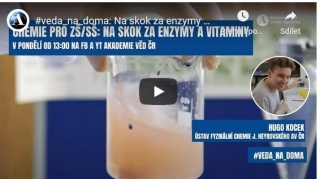 #veda_na_doma: Na skok za enzymy ...
CHEMIE PRO ZŠ/SŠ: NA SKOK ZA ENZYMY A VITAMINY
V PONDĚLÍ OD 13:00 NA FB A YT AKADEMIE VĚD ČR
Sdílet
HUGO KOCEK
ÚSTAV FYZIKÁLNÍ CHEMIE J. HEYROVSKÉHO AV ČR
#VEDA_NA_DOMA